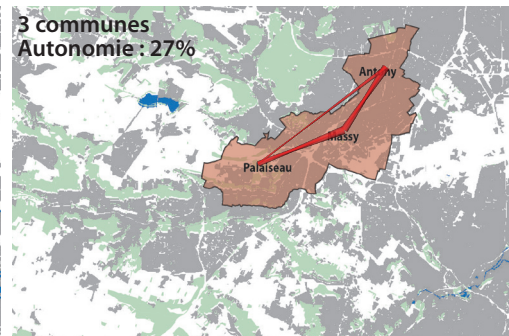 3 communes
Autonomie : 27%
Antony
Massy
Palaiseau